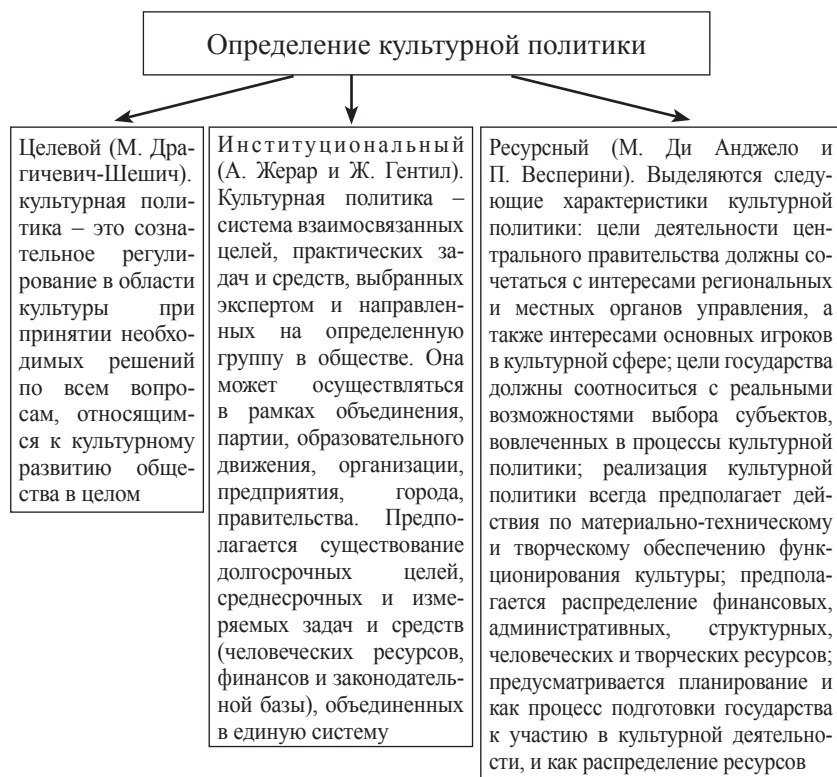 Определение культурной политики
Целевой (М. Дра-
гичевич-Шешич).
культурная поли-
тика – это созна-
тельное регули-
рование в области
культуры при
принятии необхо-
димых решений
по всем вопро-
сам, относящим-
ся к культурному
развитию обще-
ства в целом
Институциональный
(А. Жерар и Ж. Гентил).
Культурная политика –
система взаимосвязанных
целей, практических за-
дач и средств, выбранных
экспертом и направлен-
ных на определенную
группу в обществе. Она
может осуществляться
в рамках объединения,
партии, образовательного
движения, организации,
предприятия, города,
правительства. Предпо-
лагается существование
долгосрочных целей,
среднесрочных и изме-
ряемых задач и средств
(человеческих ресурсов,
финансов и законодатель-
ной базы), объединенных
в единую систему
Ресурсный (М. Ди Анджело и
П. Весперини). Выделяются следу-
ющие характеристики культурной
политики: цели деятельности цен-
трального правительства должны со-
четаться с интересами региональных
и местных органов управления, а
также интересами основных игроков
в культурной сфере; цели государства
должны соотноситься с реальными
возможностями выбора субъектов,
вовлеченных в процессы культурной
политики; реализация культурной
политики всегда предполагает дей-
ствия по материально-техническому
и творческому обеспечению функ-
ционирования культуры; предпола-
гается распределение финансовых,
административных, структурных,
человеческих и творческих ресурсов;
предусматривается планирование и
как процесс подготовки государства
к участию в культурной деятельно-
сти, и как распределение ресурсов